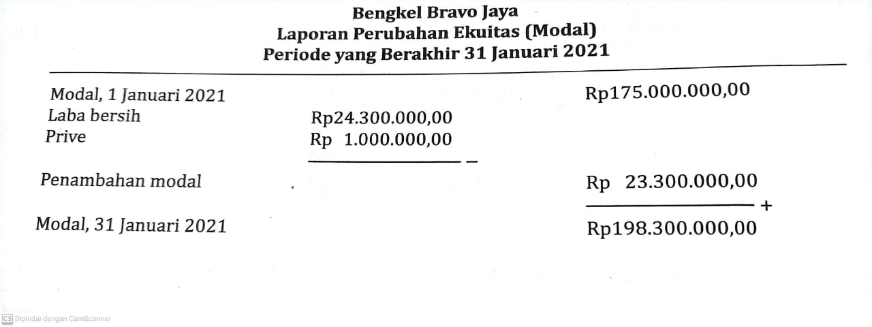 Bengkel Bravo Jaya
Laporan Perubahan Ekuitas (Modal)
Periode yang Berakhir 31 Januari 2021
Modal, 1 Januari 2021 Rp175.000.000,00
Laba bersih Rp24.300.000,00
Prive Rp 1.000.000,00
–
Penambahan modal Rp 23.300.000,00
+
Modal, 31 Januari 2021 Rp198.300.000,00
CS Dipindai dengan CamScanner